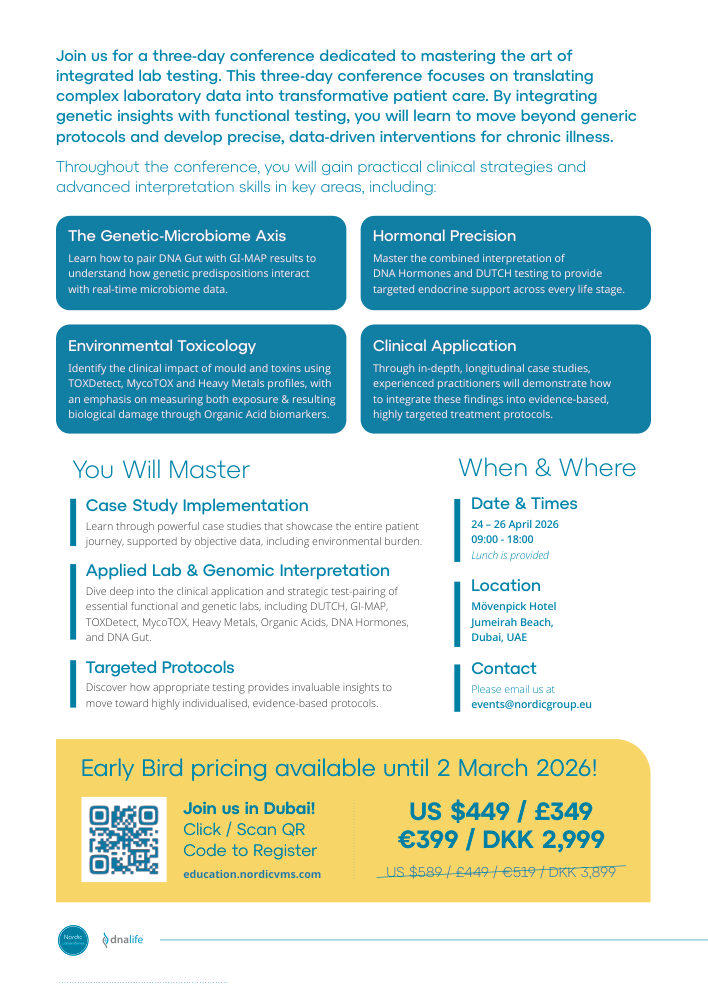 Join us for a three-day conference dedicated to mastering the art of
integrated lab testing. This three-day conference focuses on translating
complex laboratory data into transformative patient care. By integrating
genetic insights with functional testing, you will learn to move beyond generic
protocols and develop precise, data-driven interventions for chronic illness.
Throughout the conference, you will gain practical clinical strategies and
advanced interpretation skills in key areas, including:
The Genetic-Microbiome Axis
Learn how to pair DNA Gut with GI-MAP results to
understand how genetic predispositions interact
with real-time microbiome data.
Hormonal Precision
Master the combined interpretation of
DNA Hormones and DUTCH testing to provide
targeted endocrine support across every life stage.
Environmental Toxicology
Identify the clinical impact of mould and toxins using
TOXDetect, MycoTOX and Heavy Metals profiles, with
an emphasis on measuring both exposure & resulting
biological damage through Organic Acid biomarkers.
Clinical Application
Through in-depth, longitudinal case studies,
experienced practitioners will demonstrate how
to integrate these findings into evidence-based,
highly targeted treatment protocols.
You Will Master
Case Study Implementation
Learn through powerful case studies that showcase the entire patient
journey, supported by objective data, including environmental burden.
Applied Lab & Genomic Interpretation
Dive deep into the clinical application and strategic test-pairing of
essential functional and genetic labs, including DUTCH, GI-MAP,
TOXDetect, MycoTOX, Heavy Metals, Organic Acids, DNA Hormones,
and DNA Gut.
Targeted Protocols
Discover how appropriate testing provides invaluable insights to
move toward highly individualised, evidence-based protocols.
When & Where
Date & Times
24 – 26 April 2026
09:00 - 18:00
Lunch is provided
Location
Mövenpick Hotel
Jumeirah Beach,
Dubai, UAE
Contact
Please email us at
events@nordicgroup.eu
Early Bird pricing available until 2 March 2026!
Join us in Dubai!
Click / Scan QR
Code to Register
education.nordicvms.com
US $449 / £349
€399 / DKK 2,999
US $589 / £449 / €519 / DKK 3,899
Nordic
dnalife